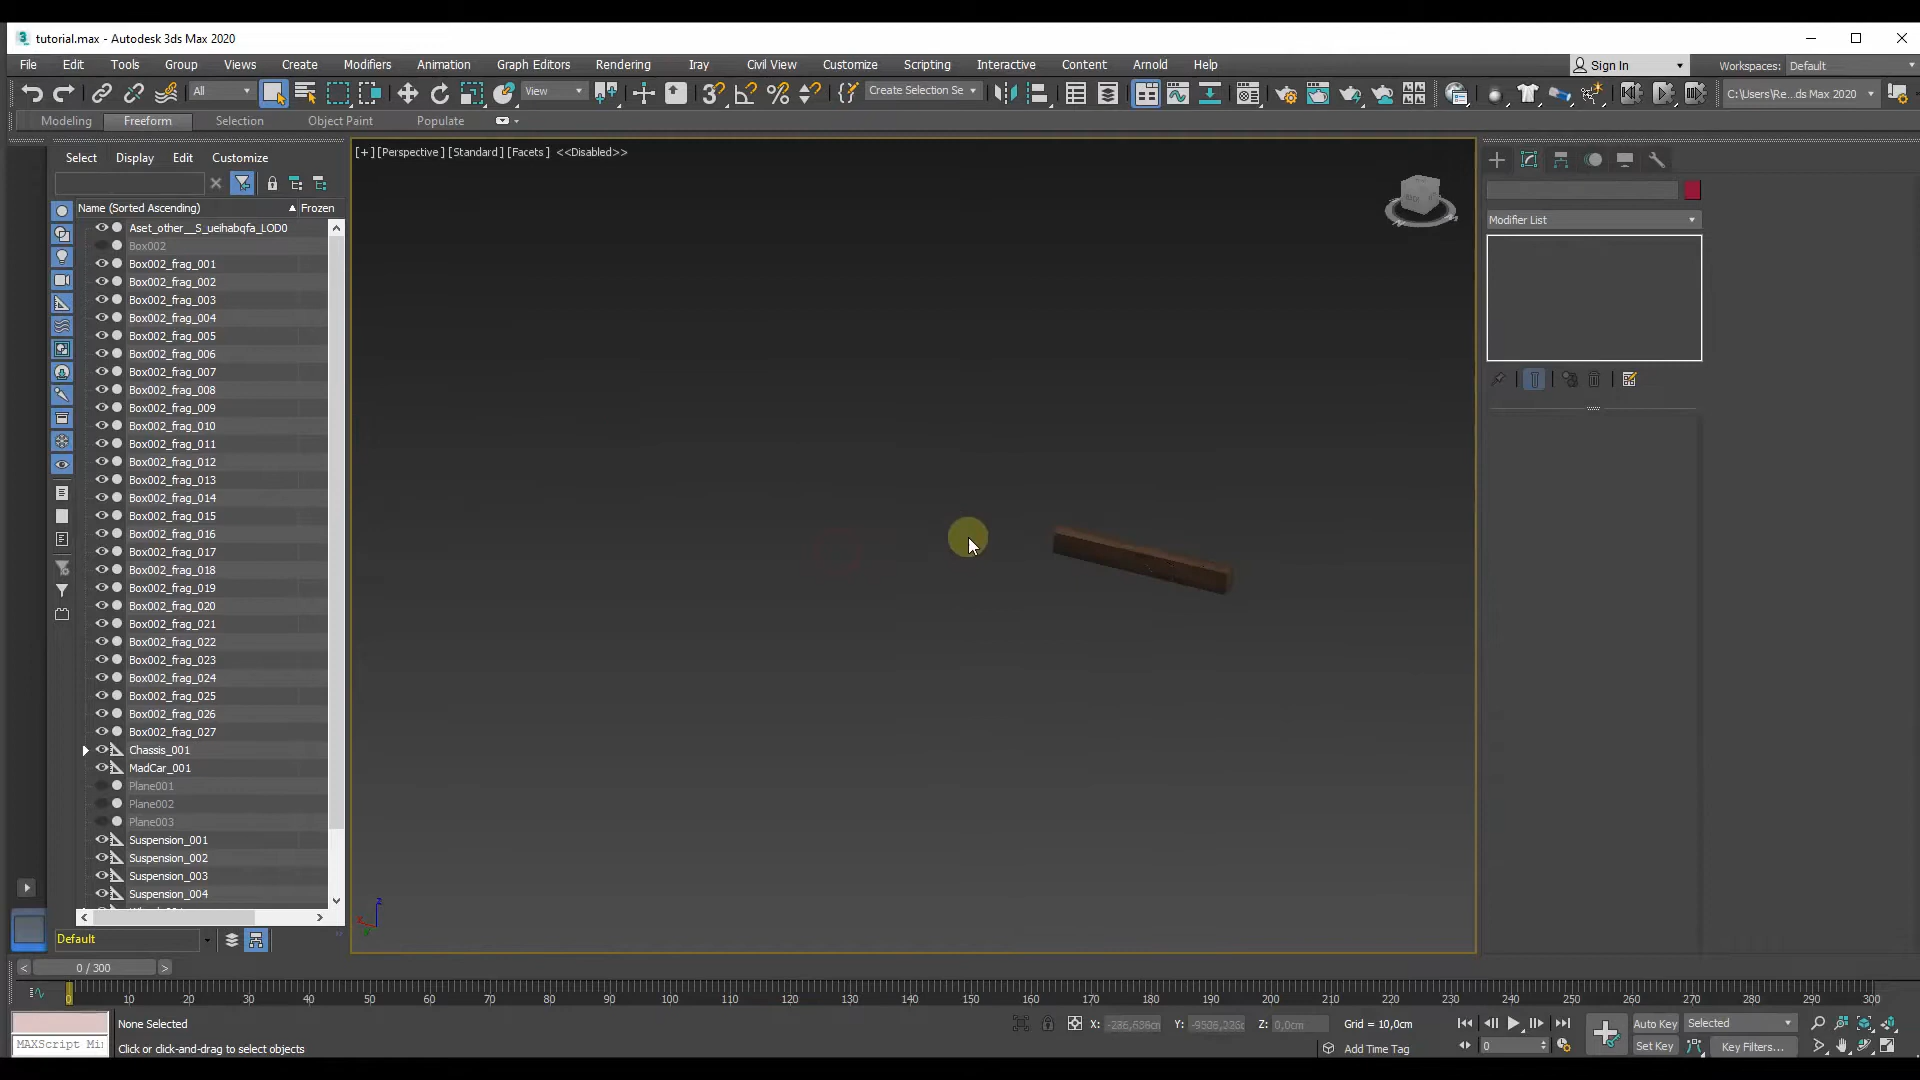 tutorial.max - Autodesk 3ds Max 2020
File Edit Tools Group Views Create Modifiers Animation Graph Editors Rendering Iray Civil View Customize Scripting Interactive Content Arnold Help Sign In Workspaces: Default
All View Create Selection Se C:\Users\Re...ds Max 2020
Modeling Freeform Selection Object Paint Populate
Select Display Edit Customize
[+] [Perspective] [Standard] [Facets] <<Disabled>>
Name (Sorted Ascending) Frozen
Modifier List
Aset_other__S_ueihabqfa_LOD0
Box002
Box002_frag_001
Box002_frag_002
Box002_frag_003
Box002_frag_004
Box002_frag_005
Box002_frag_006
Box002_frag_007
Box002_frag_008
Box002_frag_009
Box002_frag_010
Box002_frag_011
Box002_frag_012
Box002_frag_013
Box002_frag_014
Box002_frag_015
Box002_frag_016
Box002_frag_017
Box002_frag_018
Box002_frag_019
Box002_frag_020
Box002_frag_021
Box002_frag_022
Box002_frag_023
Box002_frag_024
Box002_frag_025
Box002_frag_026
Box002_frag_027
Chassis_001
MadCar_001
Plane001
Plane002
Plane003
Suspension_001
Suspension_002
Suspension_003
Suspension_004
z
x
y
Default
0 / 300
0 10 20 30 40 50 60 70 80 90 100 110 120 130 140 150 160 170 180 190 200 210 220 230 240 250 260 270 280 290 300
None Selected X: Y: Z: 0,0cm Grid = 10,0cm Auto Key Selected
MAXScript Mi Click or click-and-drag to select objects Add Time Tag 0 Set Key Key Filters...